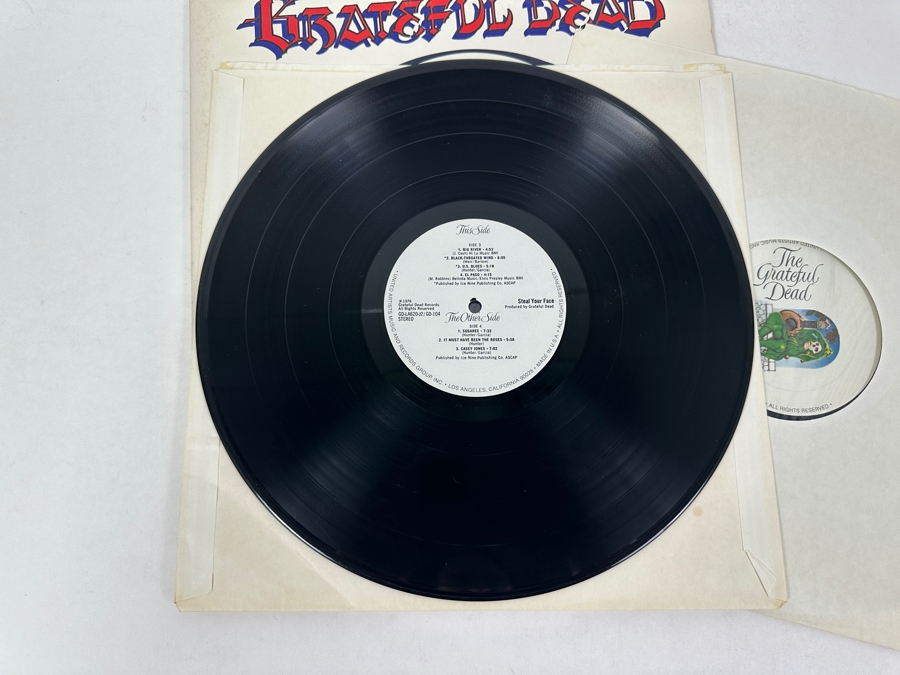 GRATEFUL DEAD
This Side
SIDE 3
1. BIG RIVER - 4:53
(J. Cash) Hi Lo Music BMI
*2. BLACK-THROATED WIND - 6:05
(Weir-Barlow)
*3. U.S. BLUES - 5:18
(Hunter/Garcia)
4. EL PASO - 4:15
(M. Robbins) Belinda Music/Elvis Presley Music BMI
*Published by Ice Nine Publishing Co. ASCAP
℗ 1976
Grateful Dead Records
All Rights Reserved
GD-LA620-J2/GD-104
STEREO
Steal Your Face
Produced by Grateful Dead
The Other Side
SIDE 4
1. SUGAREE - 7:33
(Hunter/Garcia)
2. IT MUST HAVE BEEN THE ROSES - 5:58
(Hunter)
3. CASEY JONES - 7:02
(Hunter/Garcia)
Published by Ice Nine Publishing Co. ASCAP
• UNITED ARTISTS MUSIC AND RECORDS GROUP, INC. • LOS ANGELES, CALIFORNIA 90028 • MADE IN U.S.A. • ALL RIGHTS RESERVED •
The
Grateful
Dead
ALL RIGHTS RESERVED •